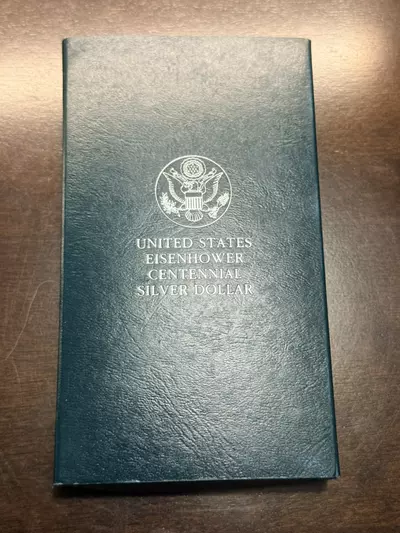 UNITED STATES
EISENHOWER
CENTENNIAL
SILVER DOLLAR